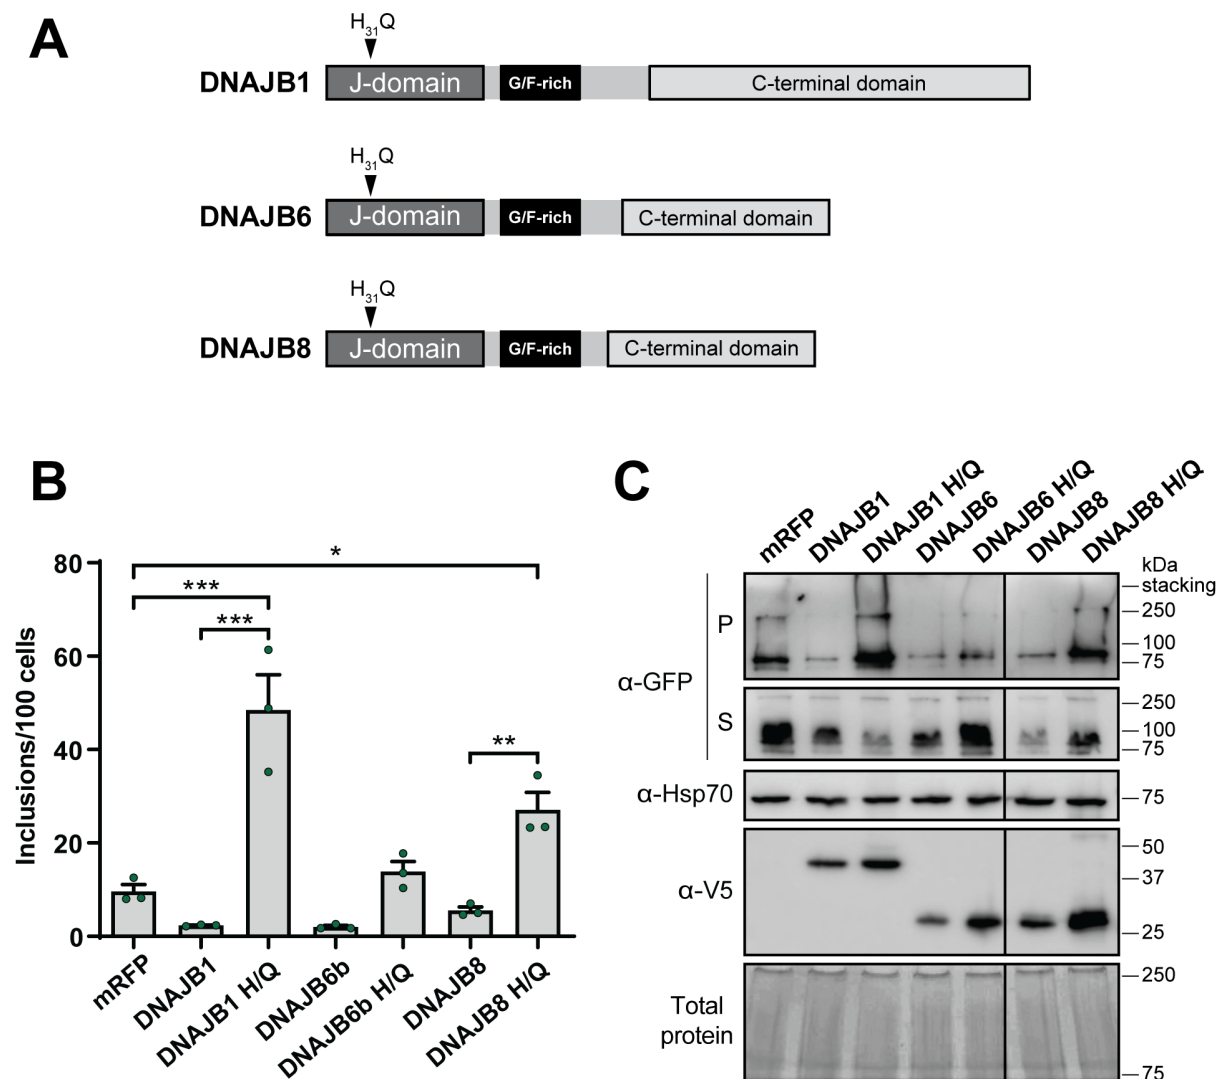 A
H31Q
DNAJB1 J-domain G/F-rich C-terminal domain
H31Q
DNAJB6 J-domain G/F-rich C-terminal domain
H31Q
DNAJB8 J-domain G/F-rich C-terminal domain
B
Inclusions/100 cells
80
60
40
20
0
*
***
***
**
mRFP
DNAJB1
DNAJB1 H/Q
DNAJB6b
DNAJB6b H/Q
DNAJB8
DNAJB8 H/Q
C
mRFP
DNAJB1
DNAJB1 H/Q
DNAJB6
DNAJB6 H/Q
DNAJB8
DNAJB8 H/Q
kDa
stacking
α-GFP
P
250
100
75
S
250
100
75
α-Hsp70
75
α-V5
50
37
25
Total
protein
250
75